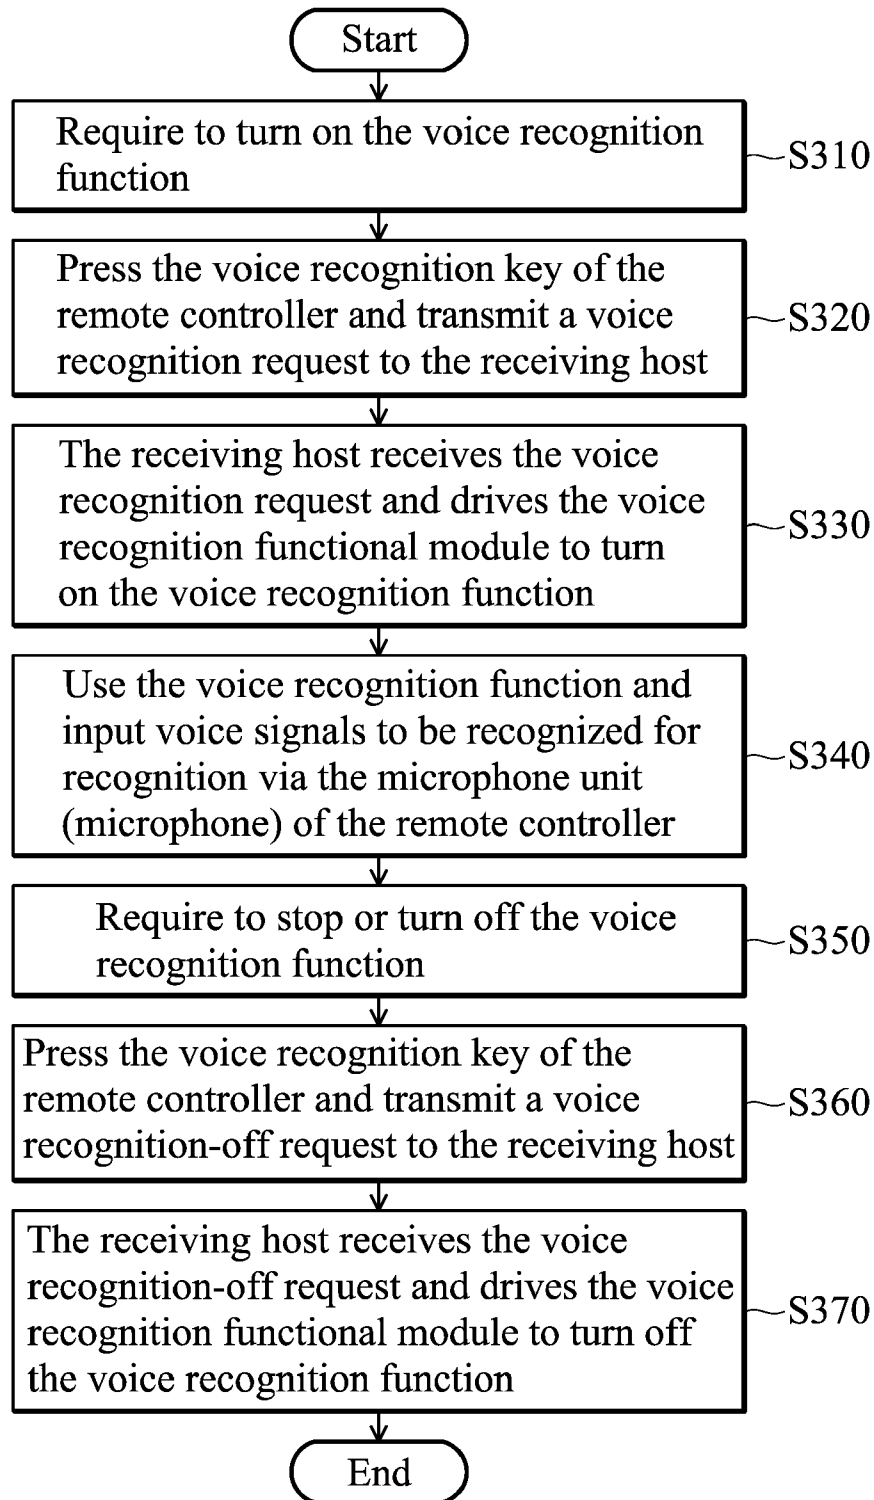 Start
Require to turn on the voice recognition
function
S310
Press the voice recognition key of the
remote controller and transmit a voice
recognition request to the receiving host
S320
The receiving host receives the voice
recognition request and drives the voice
recognition functional module to turn
on the voice recognition function
S330
Use the voice recognition function and
input voice signals to be recognized for
recognition via the microphone unit
(microphone) of the remote controller
S340
Require to stop or turn off the voice
recognition function
S350
Press the voice recognition key of the
remote controller and transmit a voice
recognition-off request to the receiving host
S360
The receiving host receives the voice
recognition-off request and drives the voice
recognition functional module to turn off
the voice recognition function
S370
End